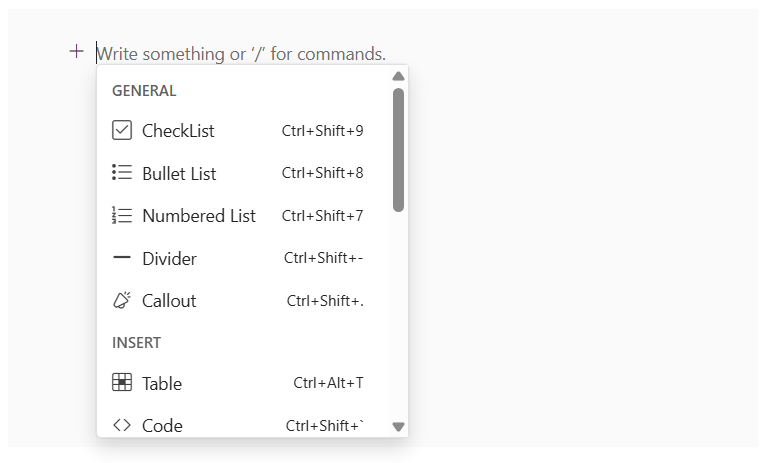 Write something or ‘/’ for commands.
GENERAL
CheckList Ctrl+Shift+9
Bullet List Ctrl+Shift+8
Numbered List Ctrl+Shift+7
Divider Ctrl+Shift+-
Callout Ctrl+Shift+.
INSERT
Table Ctrl+Alt+T
Code Ctrl+Shift+`